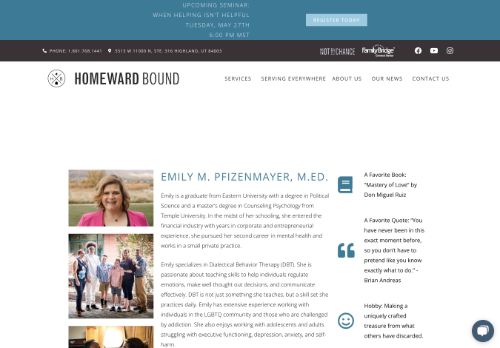 UPCOMING SEMINAR:
WHEN HELPING ISN'T HELPFUL
TUESDAY, MAY 27TH
6:00 PM MST
REGISTER TODAY
PHONE: 1.801.768.1441
5513 W 11000 N, STE. 316 HIGHLAND, UT 84003
NOT BY CHANCE
FamilyBridge
HOMEWARD BOUND
SERVICES
SERVING EVERYWHERE
ABOUT US
OUR NEWS
CONTACT US
EMILY M. PFIZENMAYER, M.ED.
Emily is a graduate from Eastern University with a degree in Political
Science and a master's degree in Counseling Psychology from
Temple University. In the midst of her schooling, she entered the
financial industry with years in corporate and entrepreneurial
experience, she pursued her second career in mental health and
works in a small private practice.
Emily specializes in Dialectical Behavior Therapy (DBT). She is
passionate about teaching skills to help individuals regulate
emotions, make well thought out decisions, and communicate
effectively. DBT is not just something she teaches, but a skill set she
practices daily. Emily has extensive experience working with
individuals in the LGBTQ community and those who are challenged
by addiction. She also enjoys working with adolescents and adults
struggling with executive functioning, depression, anxiety, and self-
harm.
A Favorite Book:
"Mastery of Love" by
Don Miguel Ruiz
A Favorite Quote: "You
have never been in this
exact moment before,
so you don't have to
pretend like you know
exactly what to do." –
Brian Andreas
Hobby: Making a
uniquely crafted
treasure from what
others have discarded.